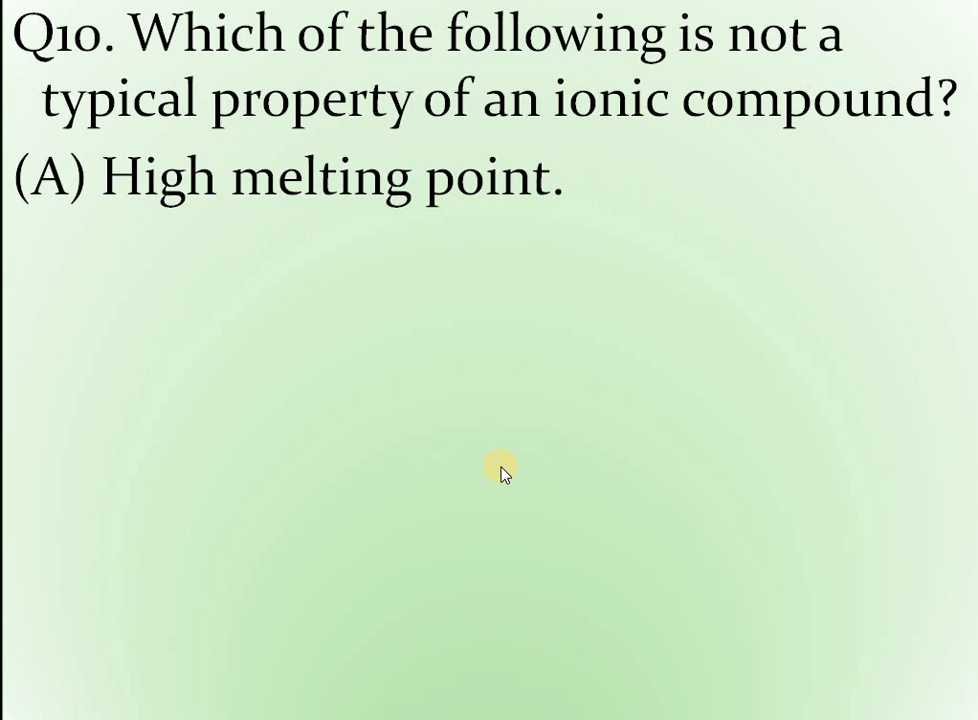 Q10. Which of the following is not a
typical property of an ionic compound?
(A) High melting point.